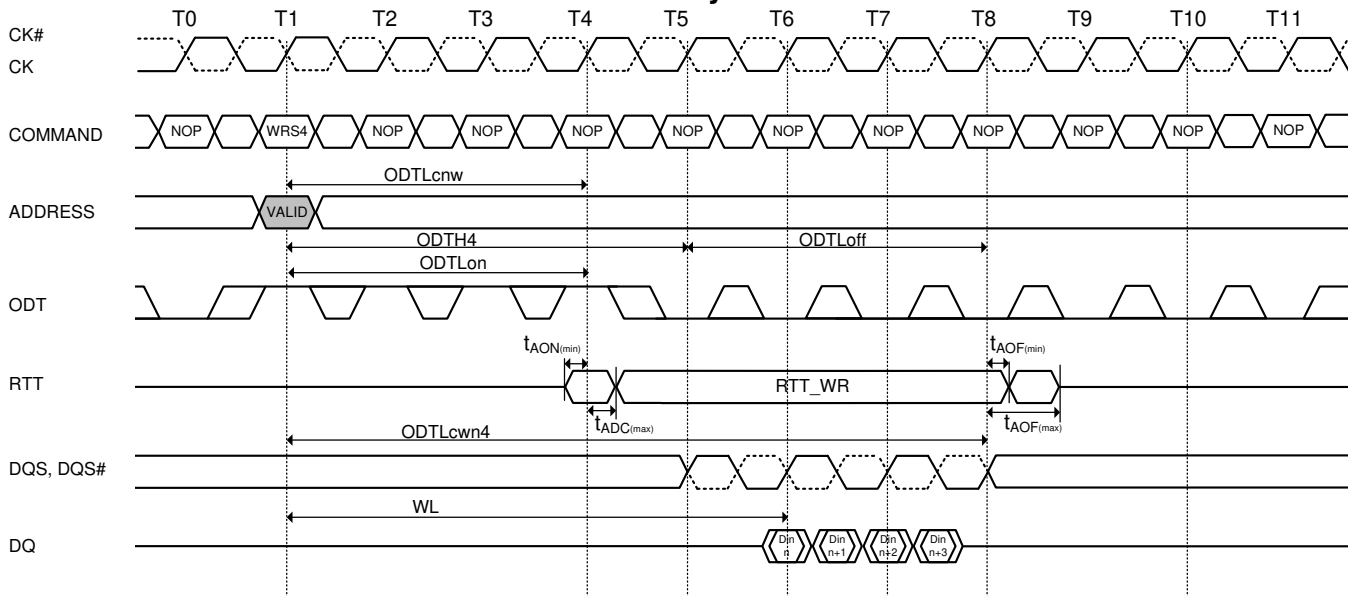 T0 T1 T2 T3 T4 T5 T6 T7 T8 T9 T10 T11
CK#
CK
COMMAND NOP WRS4 NOP NOP NOP NOP NOP NOP NOP NOP NOP NOP
ODTLcnw
ADDRESS VALID
ODTH4 ODTLoff
ODTLon
ODT
tAON(min) tAOF(min)
RTT RTT_WR
tADC(max) tAOF(max)
ODTLcwn4
DQS, DQS#
WL
DQ Din n Din n+1 Din n+2 Din n+3